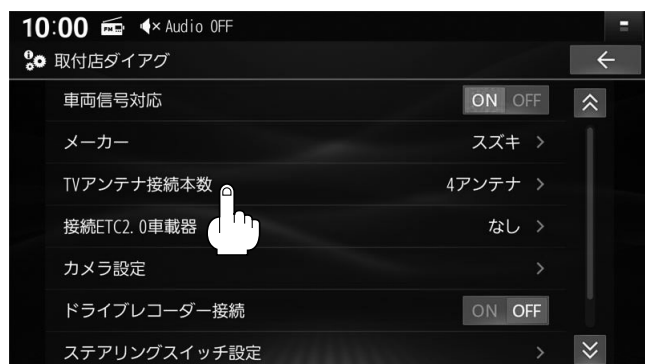 10:00 FM Audio OFF
取付店ダイアグ
車両信号対応 ON OFF
メーカー スズキ
TVアンテナ接続本数 4アンテナ
接続ETC2.0車載器 なし
カメラ設定
ドライブレコーダー接続 ON OFF
ステアリングスイッチ設定